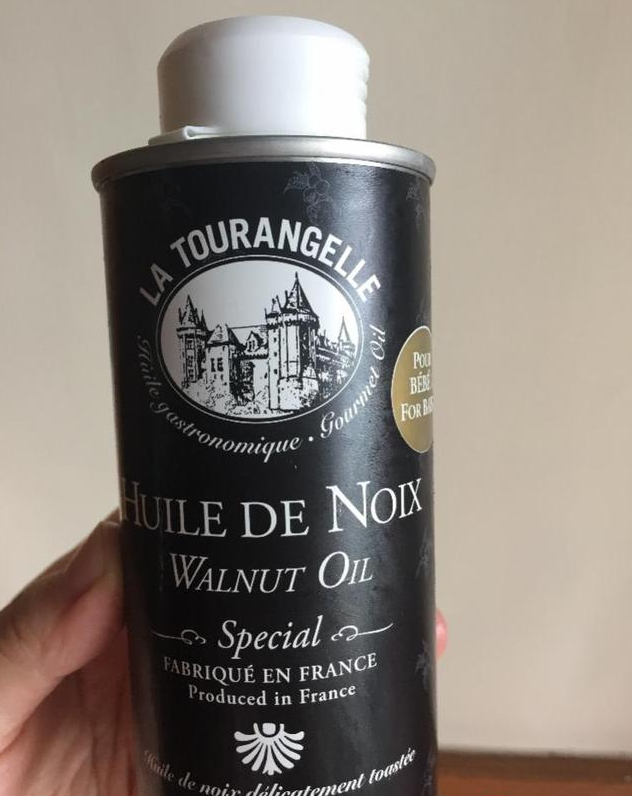 LA TOURANGELLE
Huile gastronomique • Gourmet Oil
POUR
BÉBÉ
FOR
HUILE DE NOIX
WALNUT OIL
Special
FABRIQUÉ EN FRANCE
Produced in France
Huile de noix délicatement toastée